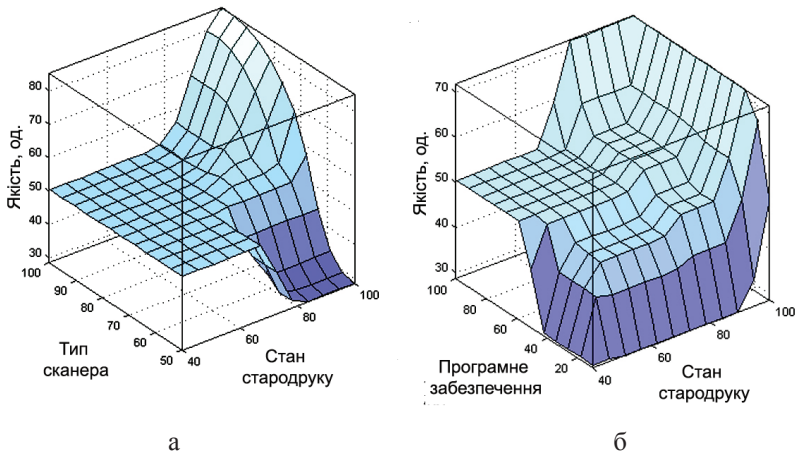 80
70
60
50
40
30
Якість, од.
100
90
80
70
60
50
Тип
сканера
40
60
80
100
Стан
стародруку
а
70
60
50
40
30
Якість, од.
100
80
60
40
20
Програмне
забезпечення
40
60
80
100
Стан
стародруку
б